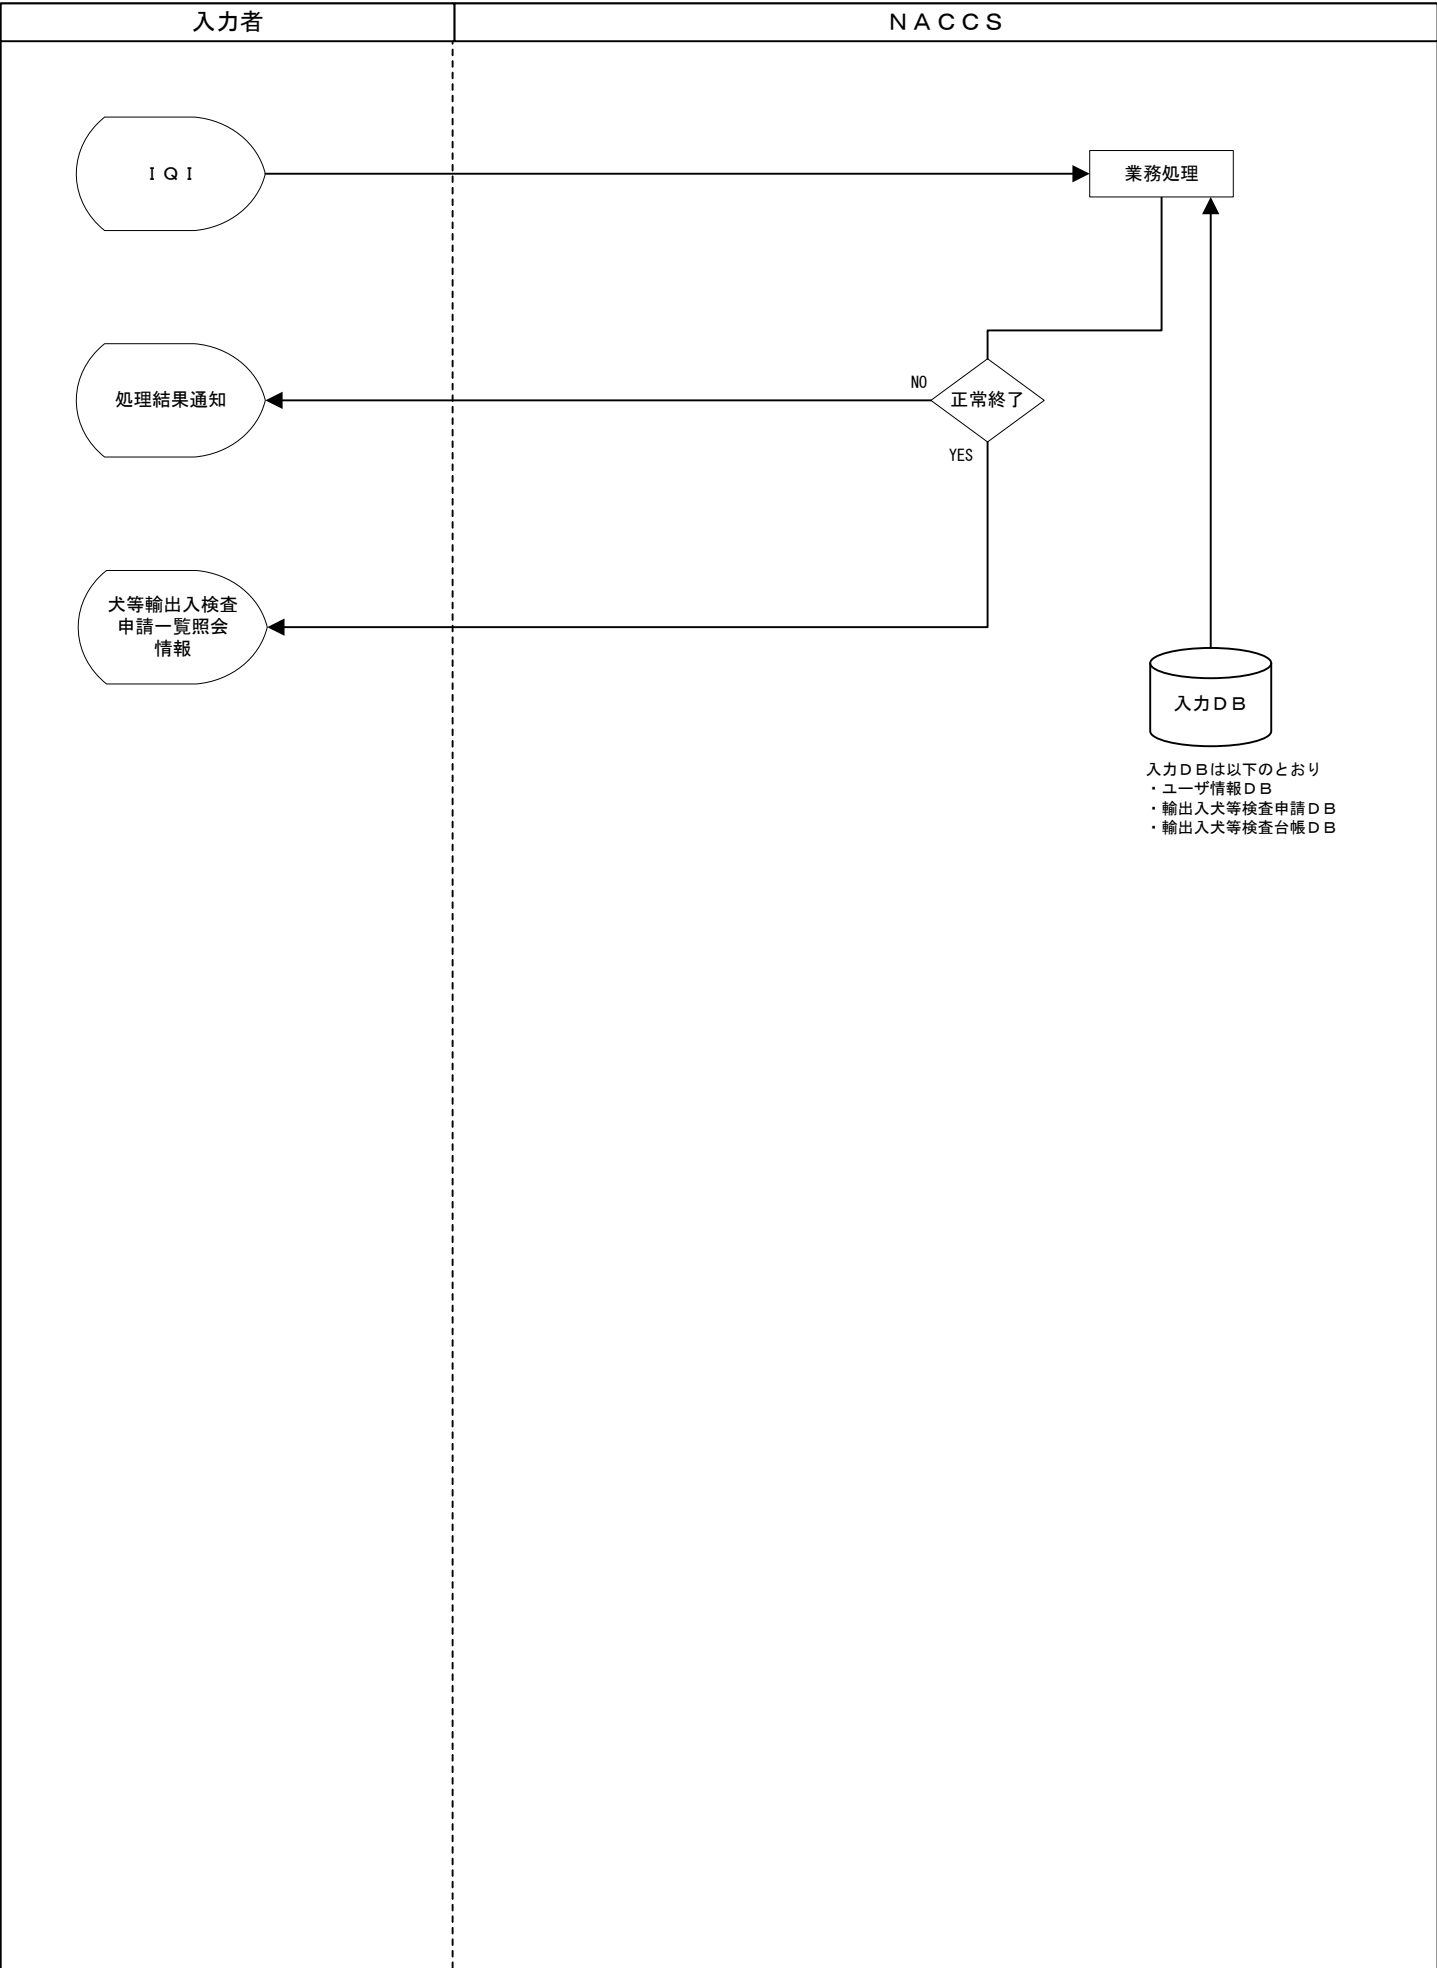 入力者
ＮＡＣＣＳ
ＩＱＩ
業務処理
処理結果通知
NO
正常終了
YES
犬等輸出入検査
申請一覧照会
情報
入力ＤＢ
入力ＤＢは以下のとおり
・ユーザ情報ＤＢ
・輸出入犬等検査申請ＤＢ
・輸出入犬等検査台帳ＤＢ